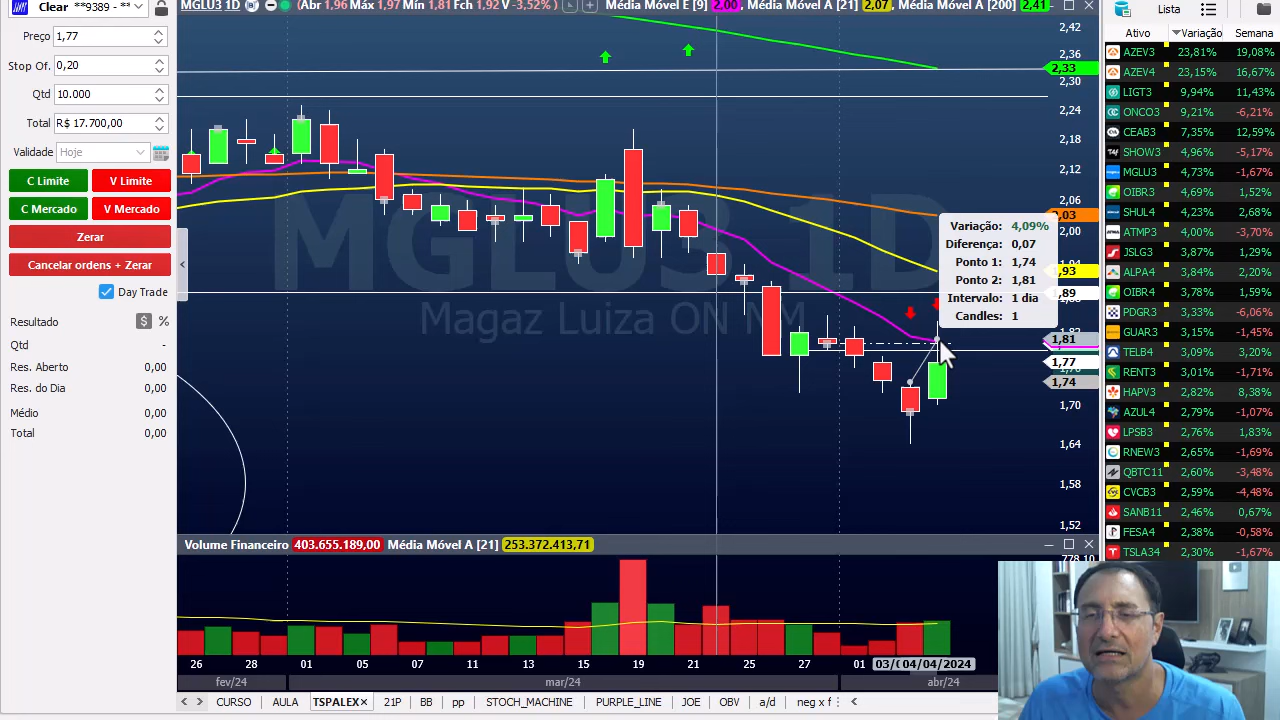 Clear **9389 - **
Preço 1,77
Stop Of. 0,20
Qtd 10.000
Total R$ 17.700,00
Validade Hoje
C Limite V Limite
C Mercado V Mercado
Zerar
Cancelar ordens + Zerar
Day Trade
Resultado $ %
Qtd -
Res. Aberto 0,00
Res. do Dia 0,00
Médio 0,00
Total 0,00
MGLU3 1D (Abr 1,96 Máx 1,97 Mín 1,81 Fch 1,92 V -3,52%) Média Móvel E [9] 2,00 Média Móvel A [21] 2,07 Média Móvel A [200] 2,41
MGLU3 1D
Magaz Luiza ON NM
2,42
2,36
2,33
2,30
2,24
2,18
2,12
2,06
2,03
2,00
1,94
1,93
1,89
1,81
1,77
1,74
1,70
1,64
1,58
1,52
Variação: 4,09%
Diferença: 0,07
Ponto 1: 1,74
Ponto 2: 1,81
Intervalo: 1 dia
Candles: 1
Volume Financeiro 403.655.189,00 Média Móvel A [21] 253.372.413,71
26 28 01 05 07 11 13 15 19 21 25 27 01 03/ 04/04/2024
fev/24 mar/24 abr/24
CURSO AULA TSPALEX× 21P BB pp STOCH_MACHINE PURPLE_LINE JOE OBV a/d neg x f
Lista
Ativo Variação Semana
AZEV3 23,81% 19,08%
AZEV4 23,15% 16,67%
LIGT3 9,94% 11,43%
ONCO3 9,21% -6,21%
CEAB3 7,35% 12,59%
SHOW3 4,96% -5,17%
MGLU3 4,73% -1,67%
OIBR3 4,69% 1,52%
SHUL4 4,23% 2,68%
ATMP3 4,00% -3,70%
JSLG3 3,86% 1,29%
ALPA4 3,84% 2,20%
OIBR4 3,78% 1,59%
PDGR3 3,33% -6,06%
GUAR3 3,15% -1,45%
TELB4 3,09% 3,20%
RENT3 3,01% -1,71%
HAPV3 2,82% 8,38%
AZUL4 2,79% -1,07%
LPSB3 2,76% 1,83%
RNEW3 2,65% -1,69%
QBTC11 2,60% -3,48%
CVCB3 2,59% -4,48%
SANB11 2,46% 0,67%
FESA4 2,38% -0,58%
TSLA34 2,30% -1,67%